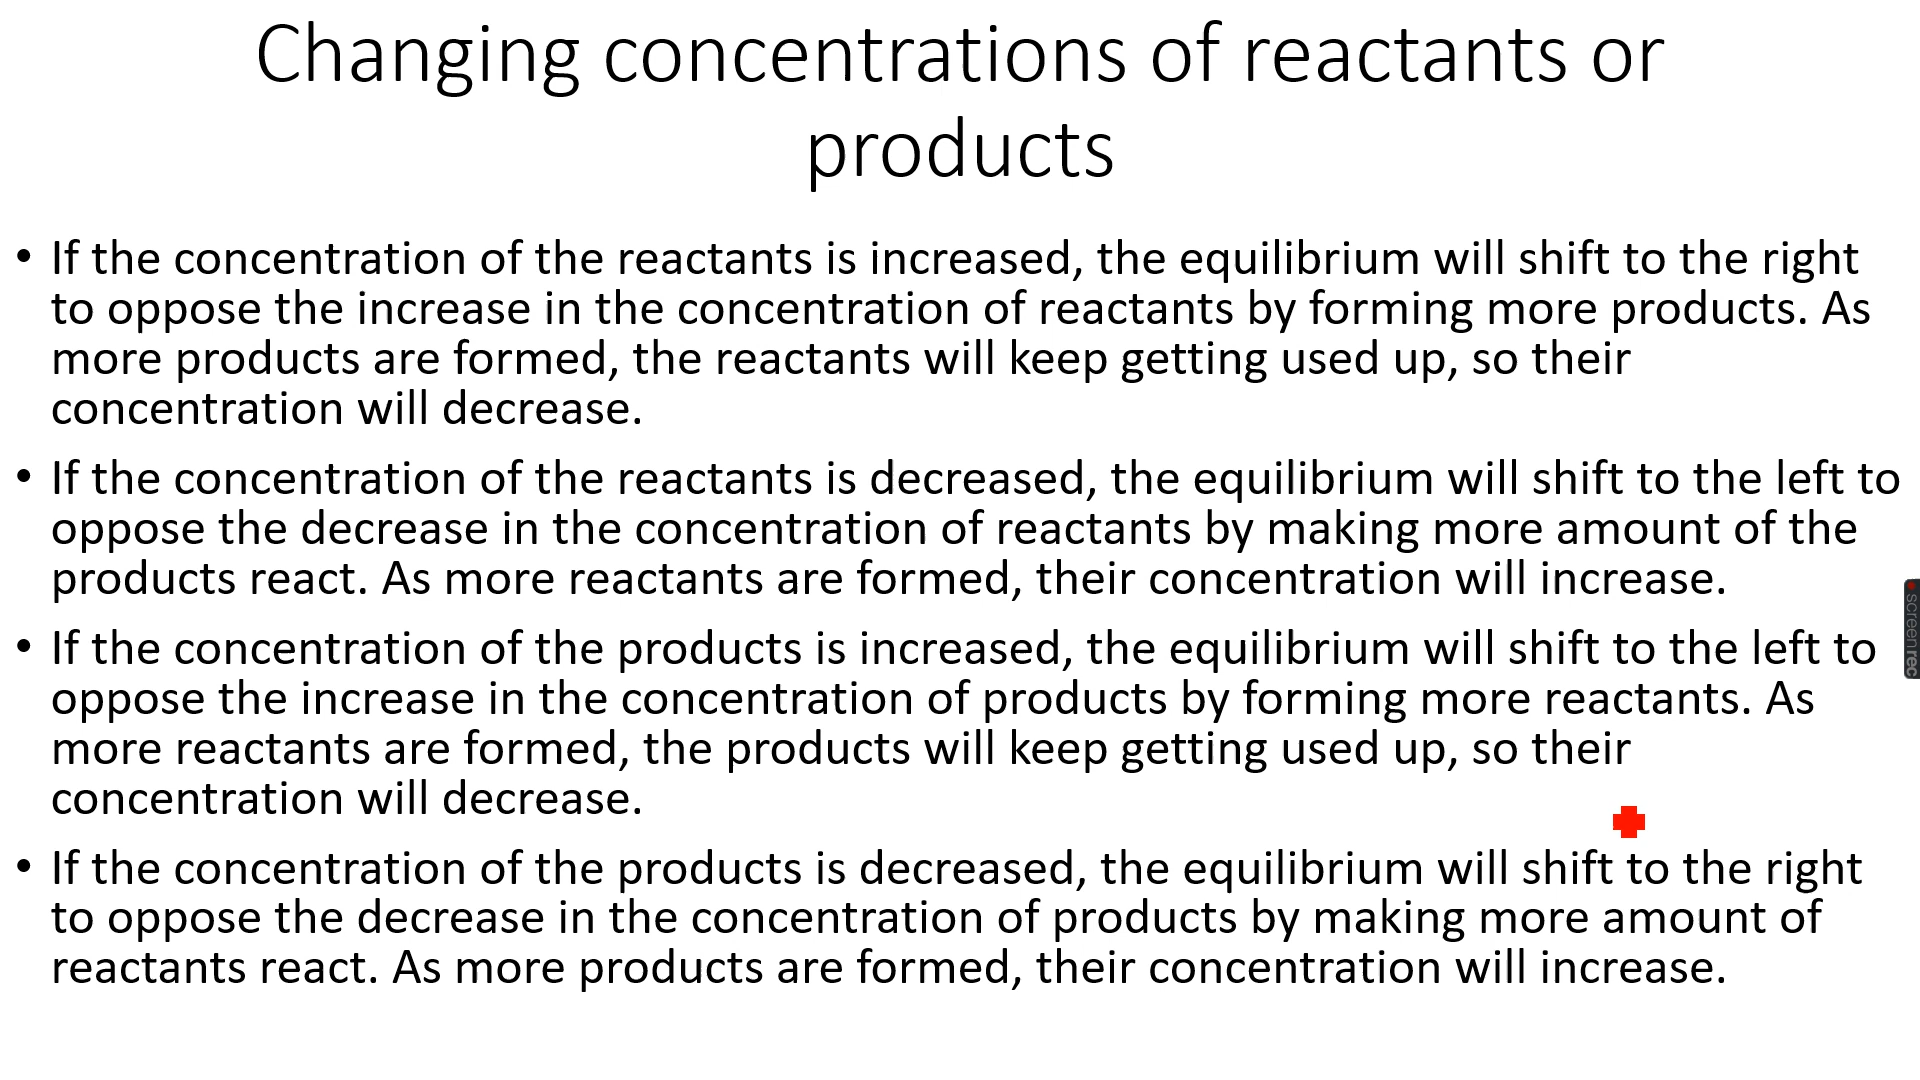 Changing concentrations of reactants or
products
• If the concentration of the reactants is increased, the equilibrium will shift to the right
to oppose the increase in the concentration of reactants by forming more products. As
more products are formed, the reactants will keep getting used up, so their
concentration will decrease.
• If the concentration of the reactants is decreased, the equilibrium will shift to the left to
oppose the decrease in the concentration of reactants by making more amount of the
products react. As more reactants are formed, their concentration will increase.
• If the concentration of the products is increased, the equilibrium will shift to the left to
oppose the increase in the concentration of products by forming more reactants. As
more reactants are formed, the products will keep getting used up, so their
concentration will decrease.
• If the concentration of the products is decreased, the equilibrium will shift to the right
to oppose the decrease in the concentration of products by making more amount of
reactants react. As more products are formed, their concentration will increase.
screenrec